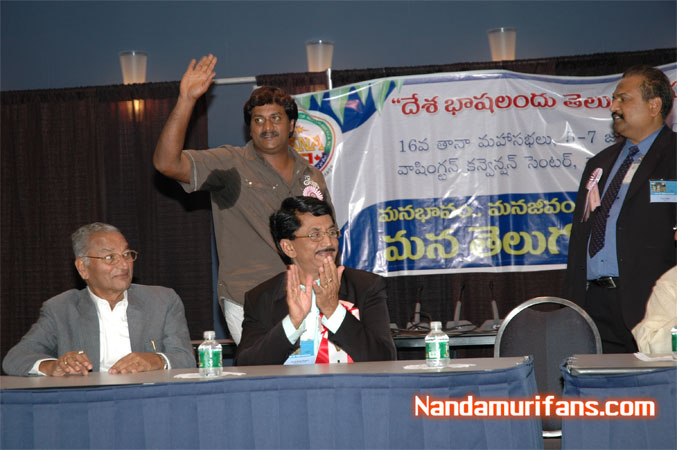 "దేశ భాషలందు తెలు
16వ తానా మహాసభలు,
వాషింగ్టన్ కన్వెన్షన్ సెంటర్,
మనభావం, మనజీవం
మన తెలుగు
Nandamurifans.com